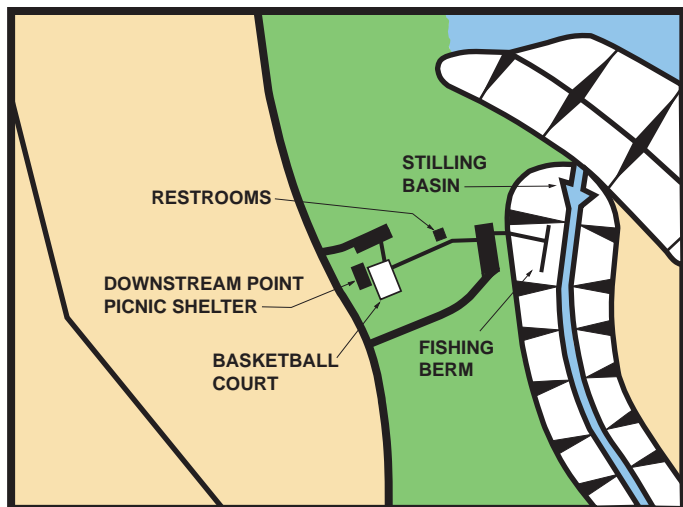 STILLING
BASIN
RESTROOMS
DOWNSTREAM POINT
PICNIC SHELTER
BASKETBALL
COURT
FISHING
BERM